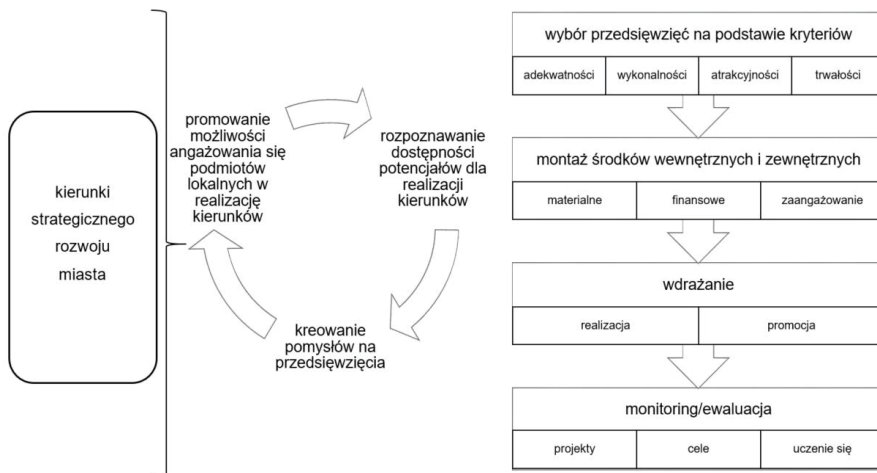 kierunki
strategicznego
rozwoju
miasta
promowanie
możliwości
angażowania się
podmiotów
lokalnych w
realizację
kierunków
rozpoznawanie
dostępności
potencjałów dla
realizacji
kierunków
kreowanie
pomysłów na
przedsięwzięcia
wybór przedsięwzięć na podstawie kryteriów
adekwatności wykonalności atrakcyjności trwałości
montaż środków wewnętrznych i zewnętrznych
materialne finansowe zaangażowanie
wdrażanie
realizacja promocja
monitoring/ewaluacja
projekty cele uczenie się